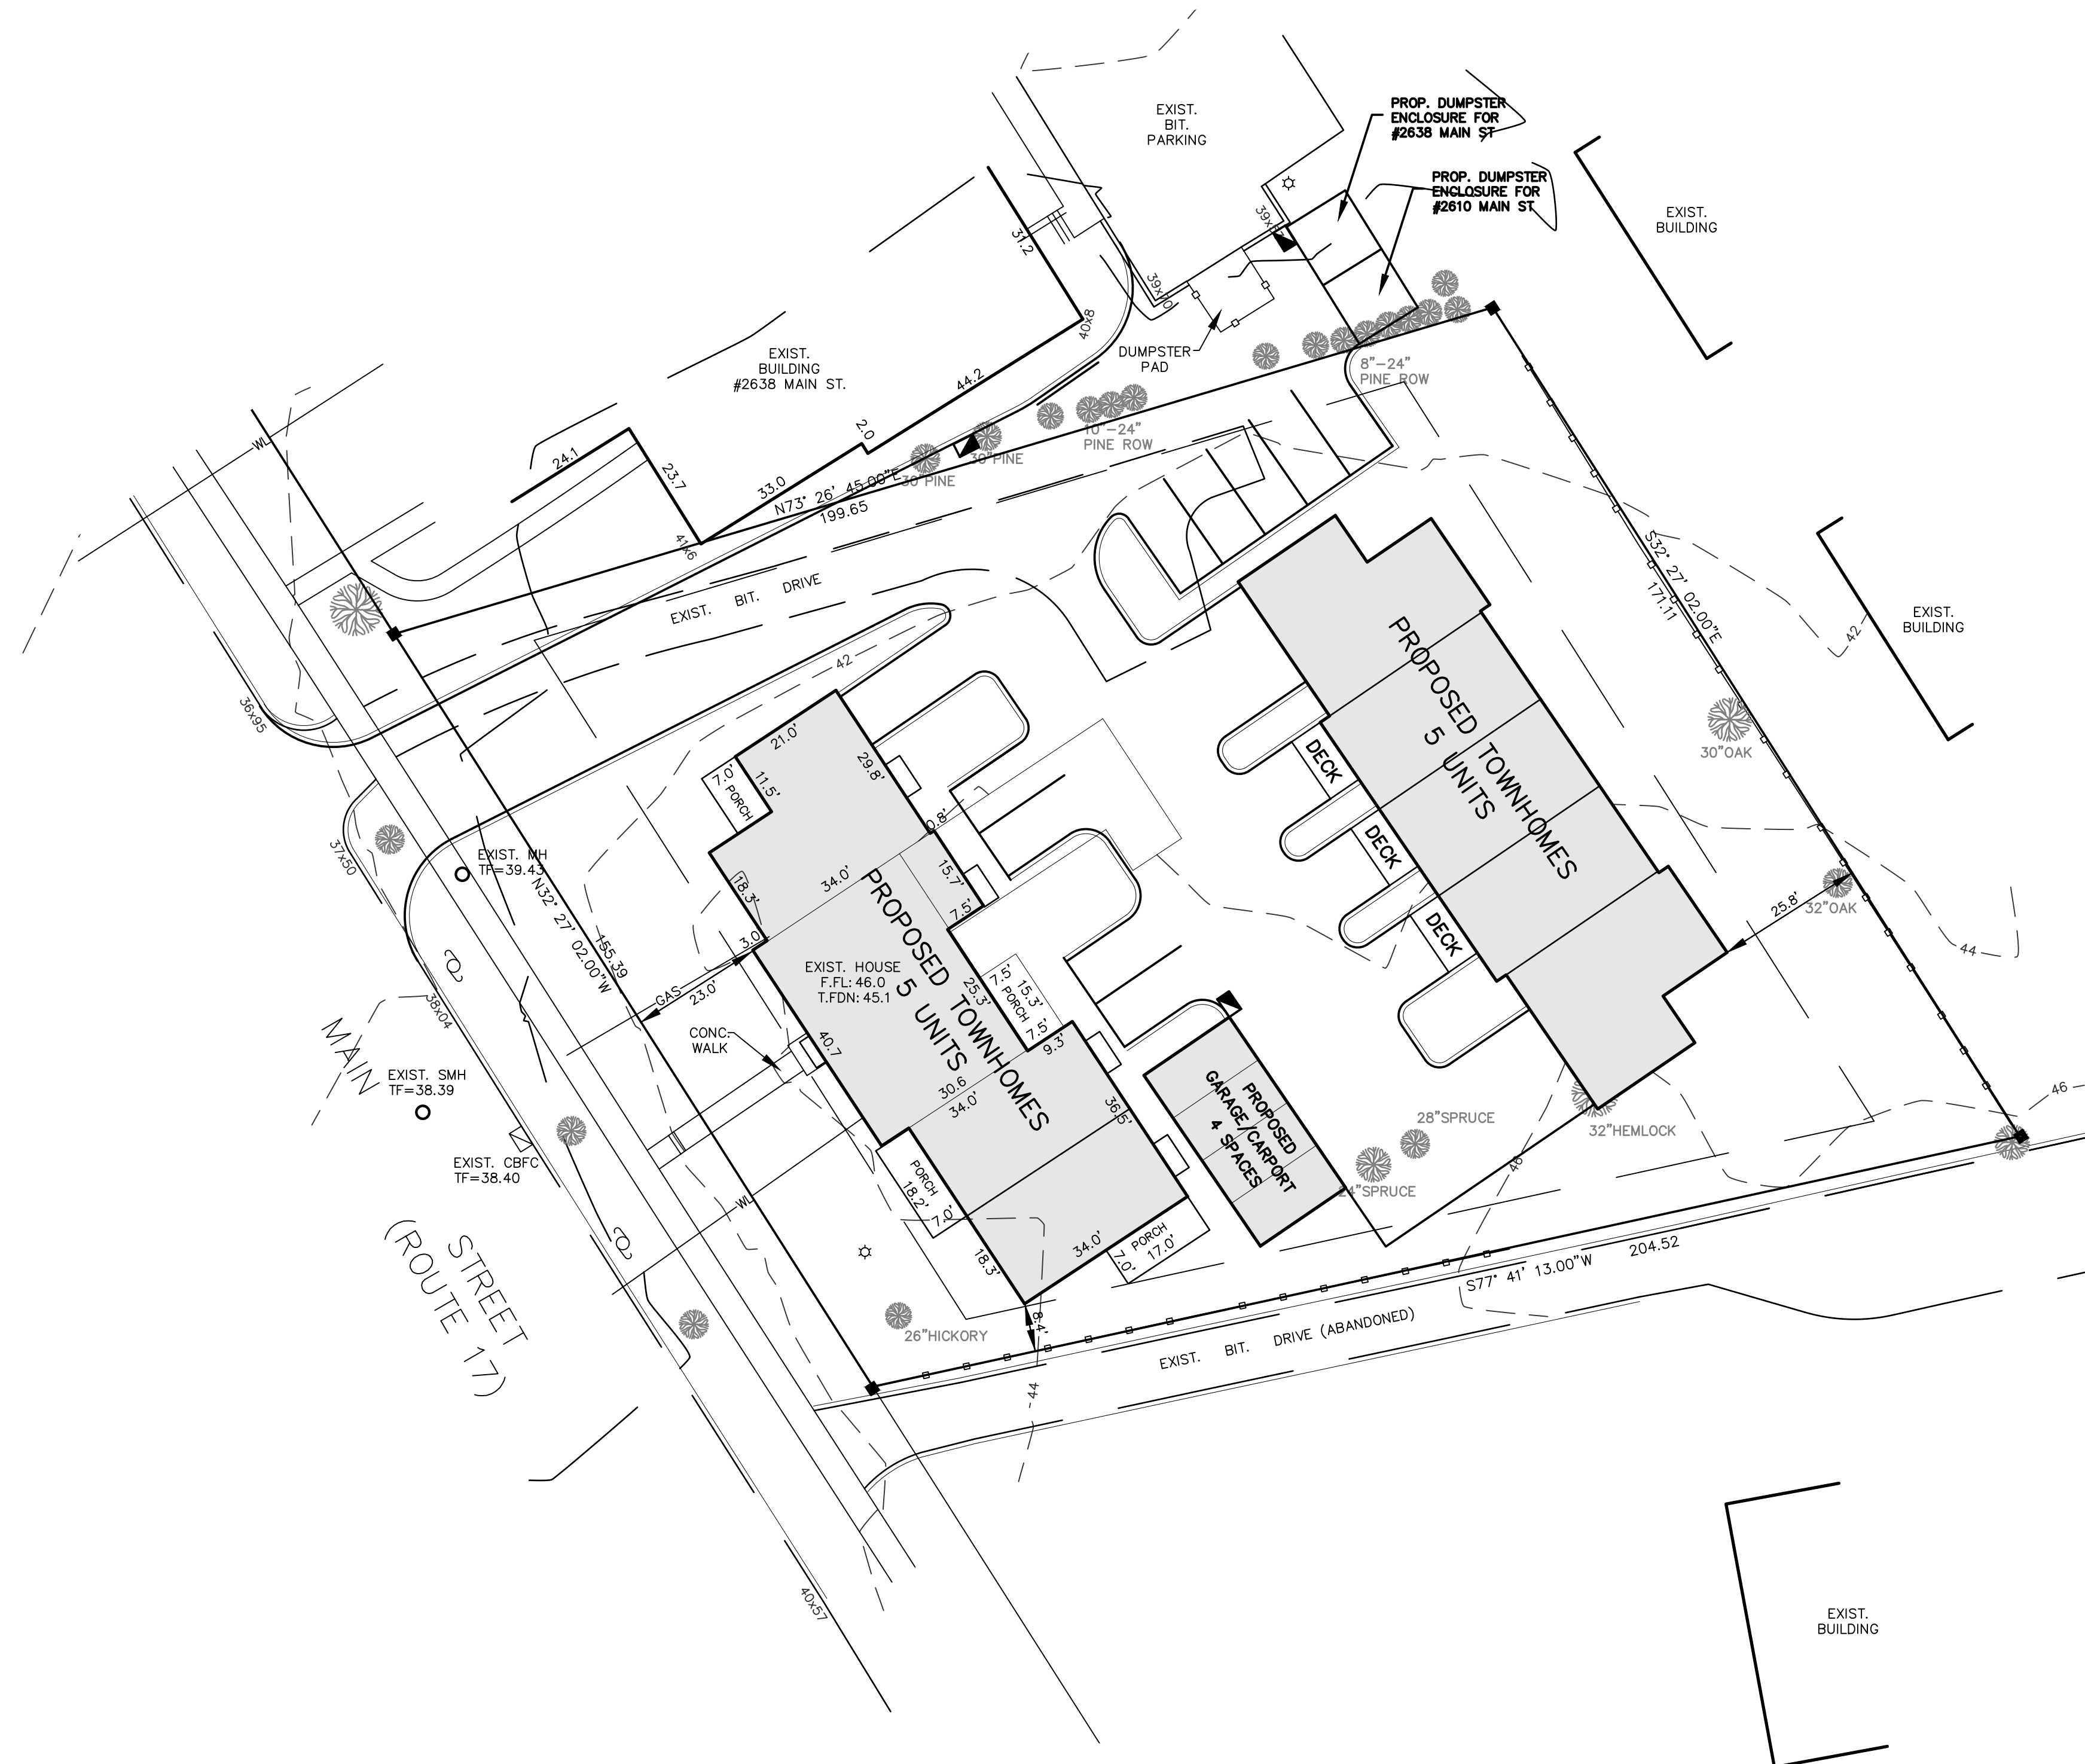 EXIST.
BIT.
PARKING
PROP. DUMPSTER
ENCLOSURE FOR
#2638 MAIN ST
PROP. DUMPSTER
ENCLOSURE FOR
#2610 MAIN ST
EXIST.
BUILDING
31.2
40x8
DUMPSTER
PAD
8"-24"
PINE ROW
EXIST.
BUILDING
#2638 MAIN ST.
44.2
2.0
10"-24"
PINE ROW
30"PINE
30"PINE
WL
24.1
23.7
33.0
N73° 26' 45.00"E
199.65
41x6
EXIST. BIT. DRIVE
S32° 27' 02.00"E
171.11
42
EXIST.
BUILDING
36x95
42
PROPOSED TOWNHOMES
5 UNITS
30"OAK
21.0'
29.8'
7.0'
PORCH
11.5'
DECK
DECK
DECK
0.8'
37x50
EXIST. MH
TF=39.43
N32° 27' 02.00"W
155.39
18.3'
34.0'
15.7'
7.5'
3.0'
PROPOSED TOWNHOMES
5 UNITS
32"OAK
25.8'
44
EXIST. HOUSE
F.FL: 46.0
T.FDN: 45.1
GAS
23.0'
7.5'
15.3'
PORCH
25.3'
7.5'
9.3'
38x04
CONC.
WALK
40.7
30.6
34.0'
36.5'
MAIN
STREET
(ROUTE 17)
EXIST. SMH
TF=38.39
EXIST. CBFC
TF=38.40
PROPOSED
GARAGE/CARPORT
4 SPACES
28"SPRUCE
24"SPRUCE
32"HEMLOCK
46
46
WL
PORCH
18.2'
7.0'
18.3'
34.0'
PORCH
17.0'
7.0'
8.4'
26"HICKORY
S77° 41' 13.00"W
204.52
EXIST. BIT. DRIVE (ABANDONED)
44
40x57
EXIST.
BUILDING